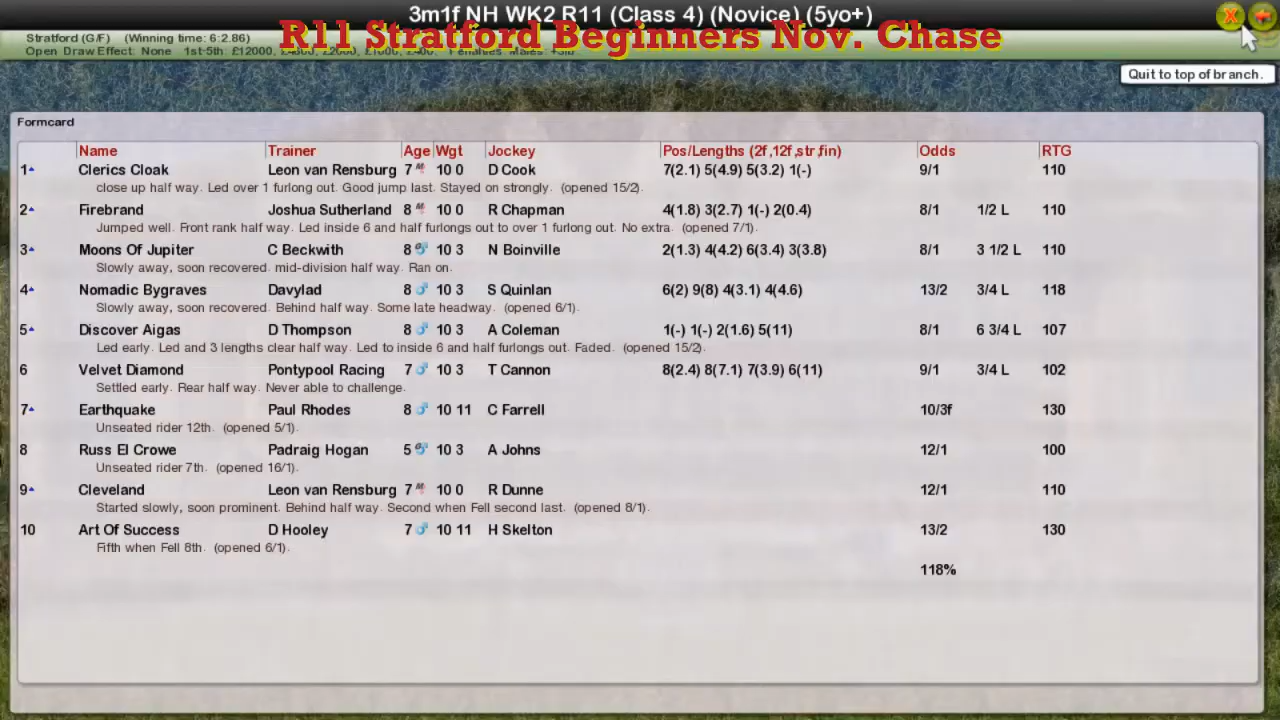 3m1f NH WK2 R11 (Class 4) (Novice) (5yo+)
R11 Stratford Beginners Nov. Chase
Stratford (G/F) (Winning time: 6:2.86)
Open Draw Effect: None 1st-5th: £12000, £2000, £1000, £400, Penalties: Males: +3lb
Quit to top of branch.
Formcard
Name Trainer Age Wgt Jockey Pos/Lengths (2f,12f,str,fin) Odds RTG
1 Clerics Cloak Leon van Rensburg 7 10 0 D Cook 7(2.1) 5(4.9) 5(3.2) 1(-) 9/1 110
close up half way. Led over 1 furlong out. Good jump last. Stayed on strongly. (opened 15/2).
2 Firebrand Joshua Sutherland 8 10 0 R Chapman 4(1.8) 3(2.7) 1(-) 2(0.4) 8/1 1/2 L 110
Jumped well. Front rank half way. Led inside 6 and half furlongs out to over 1 furlong out. No extra. (opened 7/1).
3 Moons Of Jupiter C Beckwith 8 10 3 N Boinville 2(1.3) 4(4.2) 6(3.4) 3(3.8) 8/1 3 1/2 L 110
Slowly away, soon recovered. mid-division half way. Ran on.
4 Nomadic Bygraves Davylad 8 10 3 S Quinlan 6(2) 9(8) 4(3.1) 4(4.6) 13/2 3/4 L 118
Slowly away, soon recovered. Behind half way. Some late headway. (opened 6/1).
5 Discover Aigas D Thompson 8 10 3 A Coleman 1(-) 1(-) 2(1.6) 5(11) 8/1 6 3/4 L 107
Led early. Led and 3 lengths clear half way. Led to inside 6 and half furlongs out. Faded. (opened 15/2).
6 Velvet Diamond Pontypool Racing 7 10 3 T Cannon 8(2.4) 8(7.1) 7(3.9) 6(11) 9/1 3/4 L 102
Settled early. Rear half way. Never able to challenge.
7 Earthquake Paul Rhodes 8 10 11 C Farrell 10/3f 130
Unseated rider 12th. (opened 5/1).
8 Russ El Crowe Padraig Hogan 5 10 3 A Johns 12/1 100
Unseated rider 7th. (opened 16/1).
9 Cleveland Leon van Rensburg 7 10 0 R Dunne 12/1 110
Started slowly, soon prominent. Behind half way. Second when Fell second last. (opened 8/1).
10 Art Of Success D Hooley 7 10 11 H Skelton 13/2 130
Fifth when Fell 8th. (opened 6/1).
118%